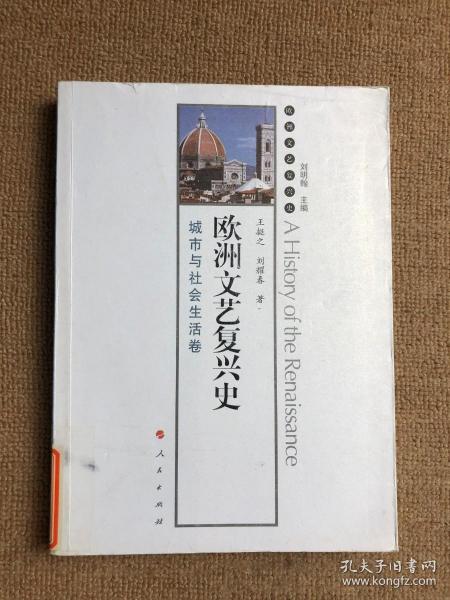 欧洲文艺复兴史
刘明翰 主编
A History of the Renaissance
王挺之 刘耀春 著
欧洲文艺复兴史
城市与社会生活卷
人民出版社
孔夫子旧书网
www.kongfz.com